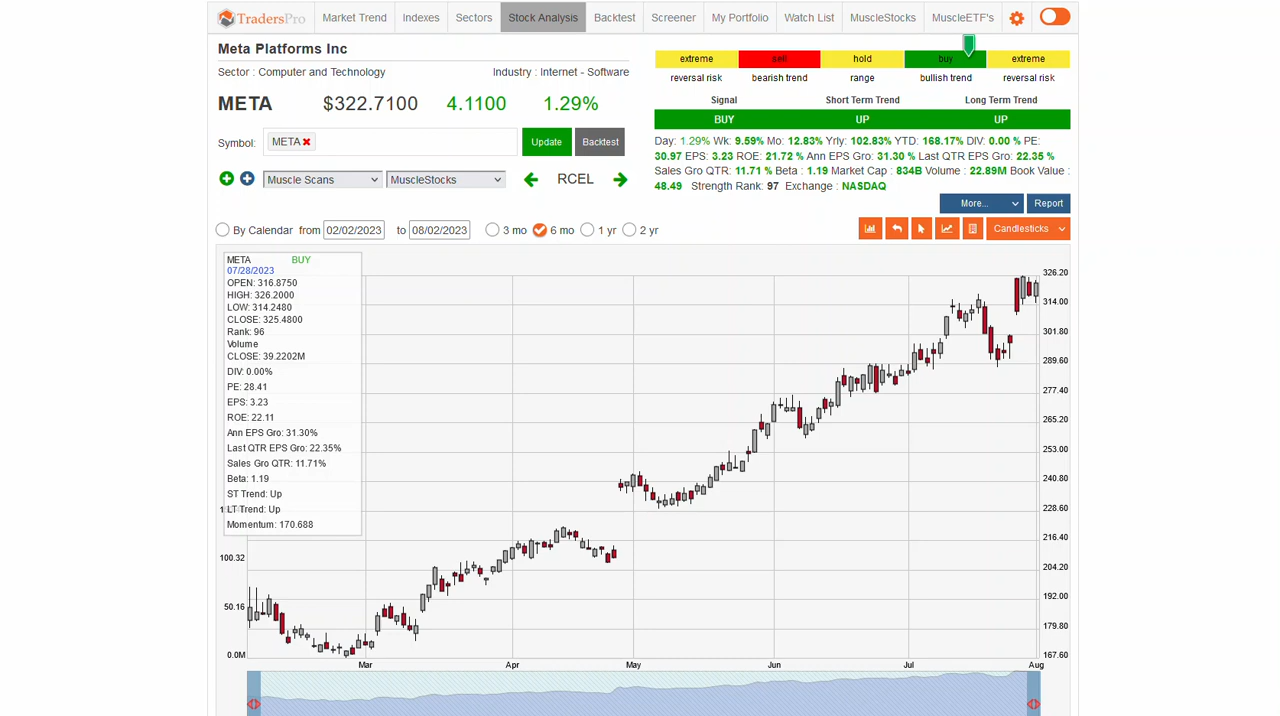 TradersPro Market Trend Indexes Sectors Stock Analysis Backtest Screener My Portfolio Watch List MuscleStocks MuscleETF's
Meta Platforms Inc
Sector : Computer and Technology Industry : Internet - Software
META $322.7100 4.1100 1.29%
Symbol: META Update Backtest
Muscle Scans MuscleStocks RCEL
extreme sell hold buy extreme
reversal risk bearish trend range bullish trend reversal risk
Signal Short Term Trend Long Term Trend
BUY UP UP
Day: 1.29% Wk: 9.59% Mo: 12.83% Yrly: 102.83% YTD: 168.17% DIV: 0.00 % PE:
30.97 EPS: 3.23 ROE: 21.72 % Ann EPS Gro: 31.30 % Last QTR EPS Gro: 22.35 %
Sales Gro QTR: 11.71 % Beta : 1.19 Market Cap : 834B Volume : 22.89M Book Value :
48.49 Strength Rank: 97 Exchange : NASDAQ
More... Report
By Calendar from 02/02/2023 to 08/02/2023 3 mo 6 mo 1 yr 2 yr Candlesticks
META BUY
07/28/2023
OPEN: 316.8750
HIGH: 326.2000
LOW: 314.2480
CLOSE: 325.4800
Rank: 96
Volume
CLOSE: 39.2202M
DIV: 0.00%
PE: 28.41
EPS: 3.23
ROE: 22.11
Ann EPS Gro: 31.30%
Last QTR EPS Gro: 22.35%
Sales Gro QTR: 11.71%
Beta: 1.19
ST Trend: Up
LT Trend: Up
Momentum: 170.688
100.32
50.16
0.0M
326.20
314.00
301.80
289.60
277.40
265.20
253.00
240.80
228.60
216.40
204.20
192.00
179.80
167.60
Mar Apr May Jun Jul Aug